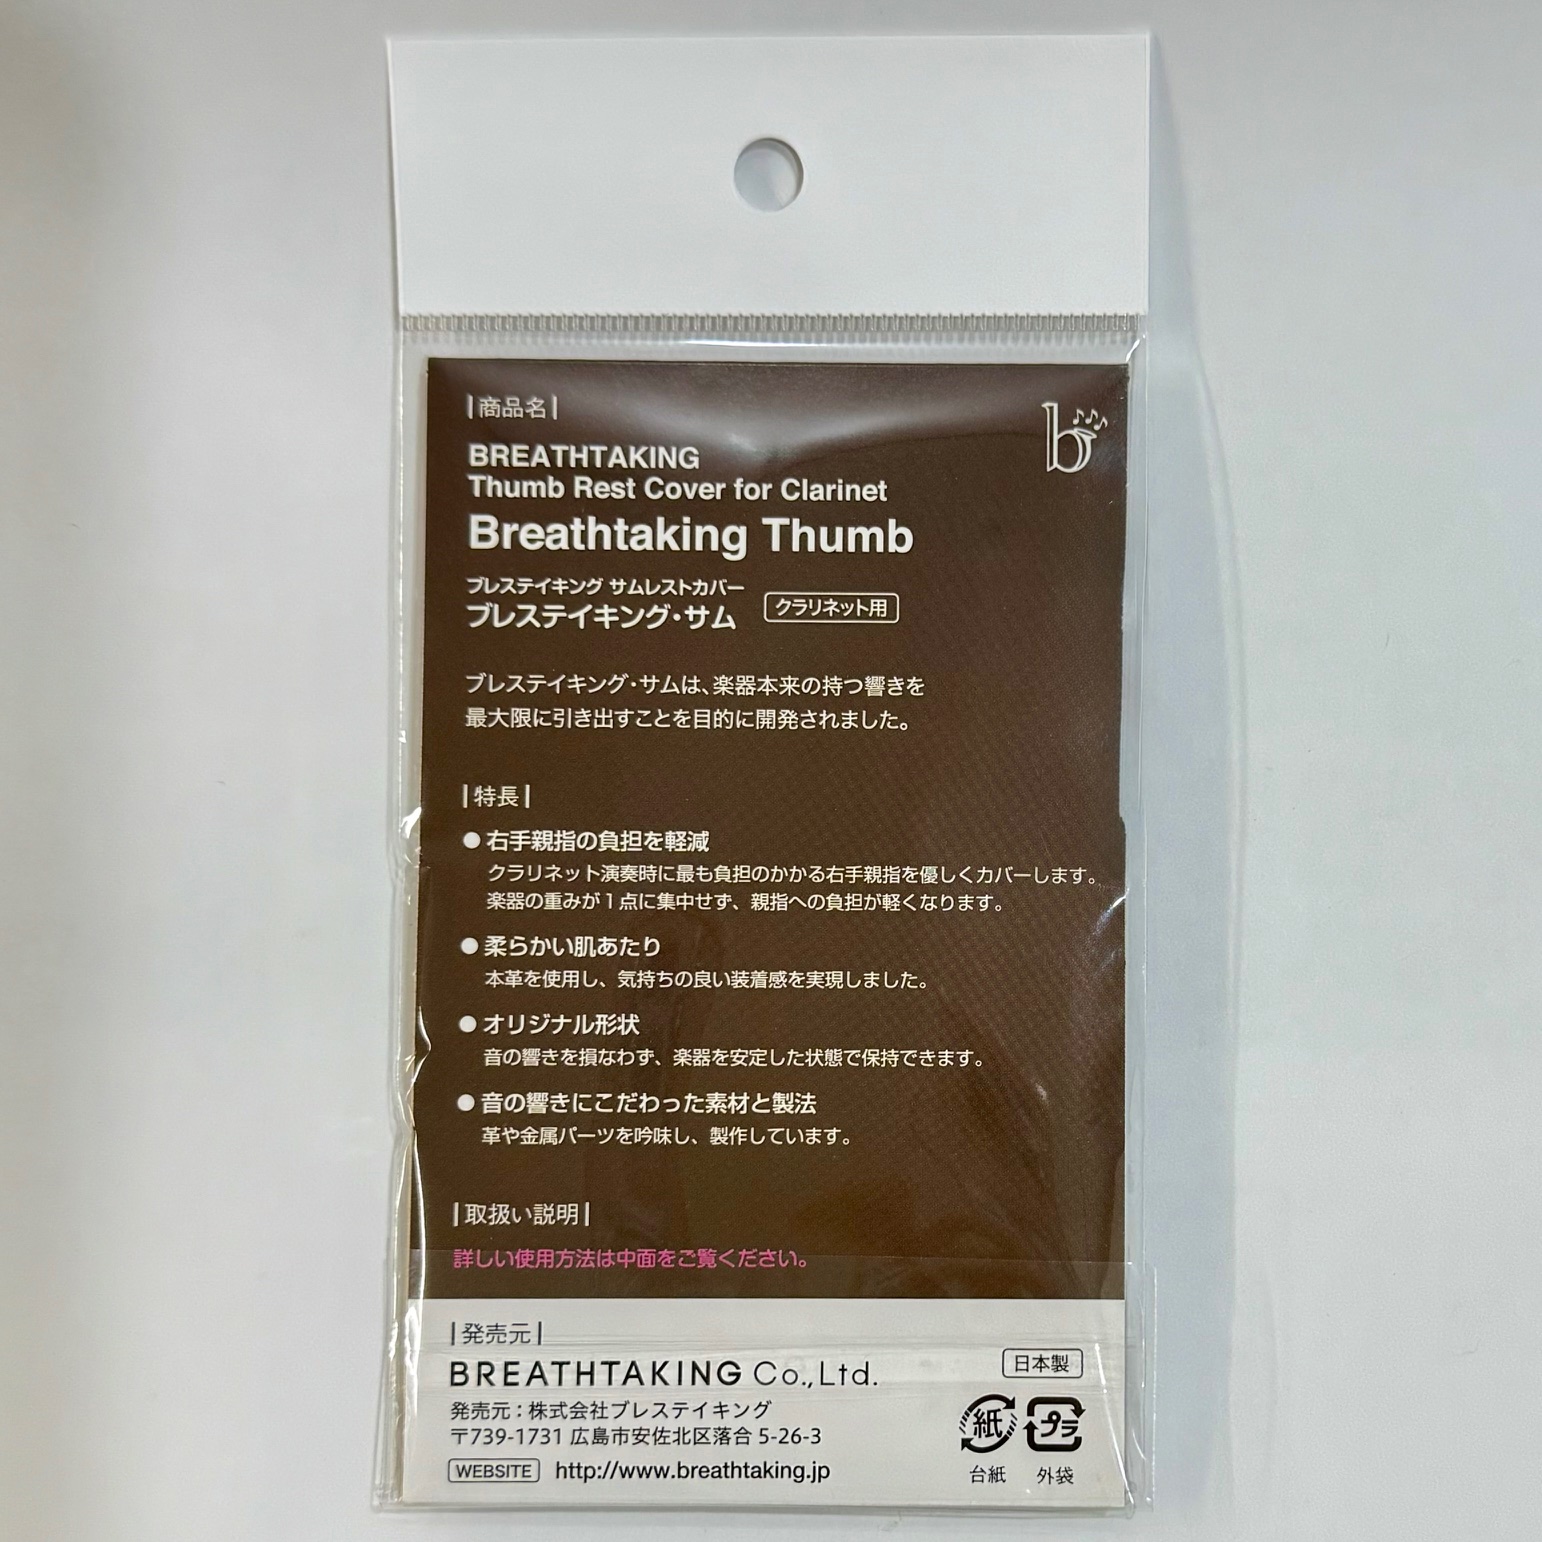 |商品名|
BREATHTAKING
Thumb Rest Cover for Clarinet
Breathtaking Thumb
ブレステイキング サムレストカバー
ブレステイキング・サム
クラリネット用
ブレステイキング・サムは、楽器本来の持つ響きを
最大限に引き出すことを目的に開発されました。
|特長|
●右手親指の負担を軽減
クラリネット演奏時に最も負担のかかる右手親指を優しくカバーします。
楽器の重みが1点に集中せず、親指への負担が軽くなります。
●柔らかい肌あたり
本革を使用し、気持ちの良い装着感を実現しました。
●オリジナル形状
音の響きを損なわず、楽器を安定した状態で保持できます。
●音の響きにこだわった素材と製法
革や金属パーツを吟味し、製作しています。
|取扱い説明|
詳しい使用方法は中面をご覧ください。
|発売元|
BREATHTAKING Co.,Ltd.
発売元：株式会社ブレステイキング
〒739-1731 広島市安佐北区落合 5-26-3
WEBSITE http://www.breathtaking.jp
日本製
紙 プラ
台紙 外袋